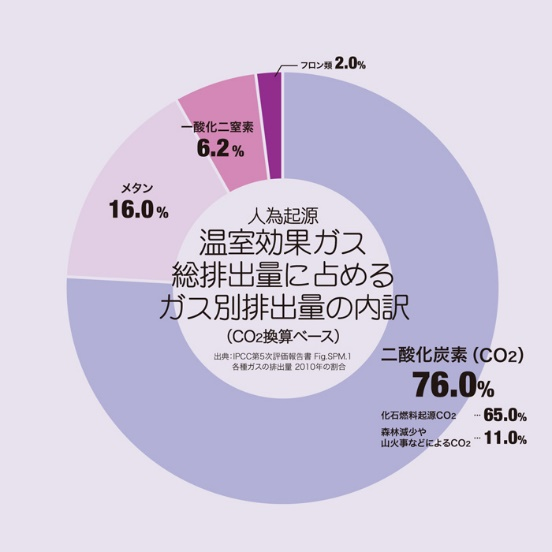 フロン類 2.0%
一酸化二窒素
6.2%
メタン
16.0%
人為起源
温室効果ガス
総排出量に占める
ガス別排出量の内訳
(CO2換算ベース)
出典:IPCC第5次評価報告書 Fig.SPM.1
各種ガスの排出量 2010年の割合
二酸化炭素 (CO2)
76.0%
化石燃料起源CO2 … 65.0%
森林減少や
山火事などによるCO2 … 11.0%